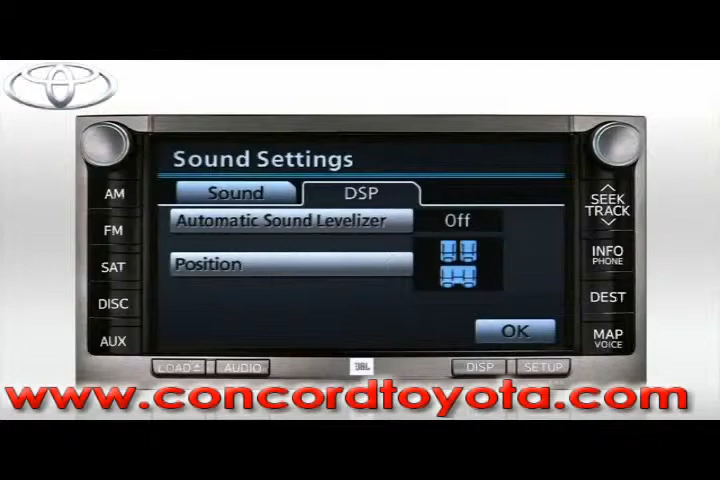 Sound Settings
Sound DSP
Automatic Sound Levelizer Off
Position
OK
AM
FM
SAT
DISC
AUX
SEEK
TRACK
INFO
PHONE
DEST
MAP
VOICE
LOAD AUDIO JBL DISP SETUP
www.concordtoyota.com